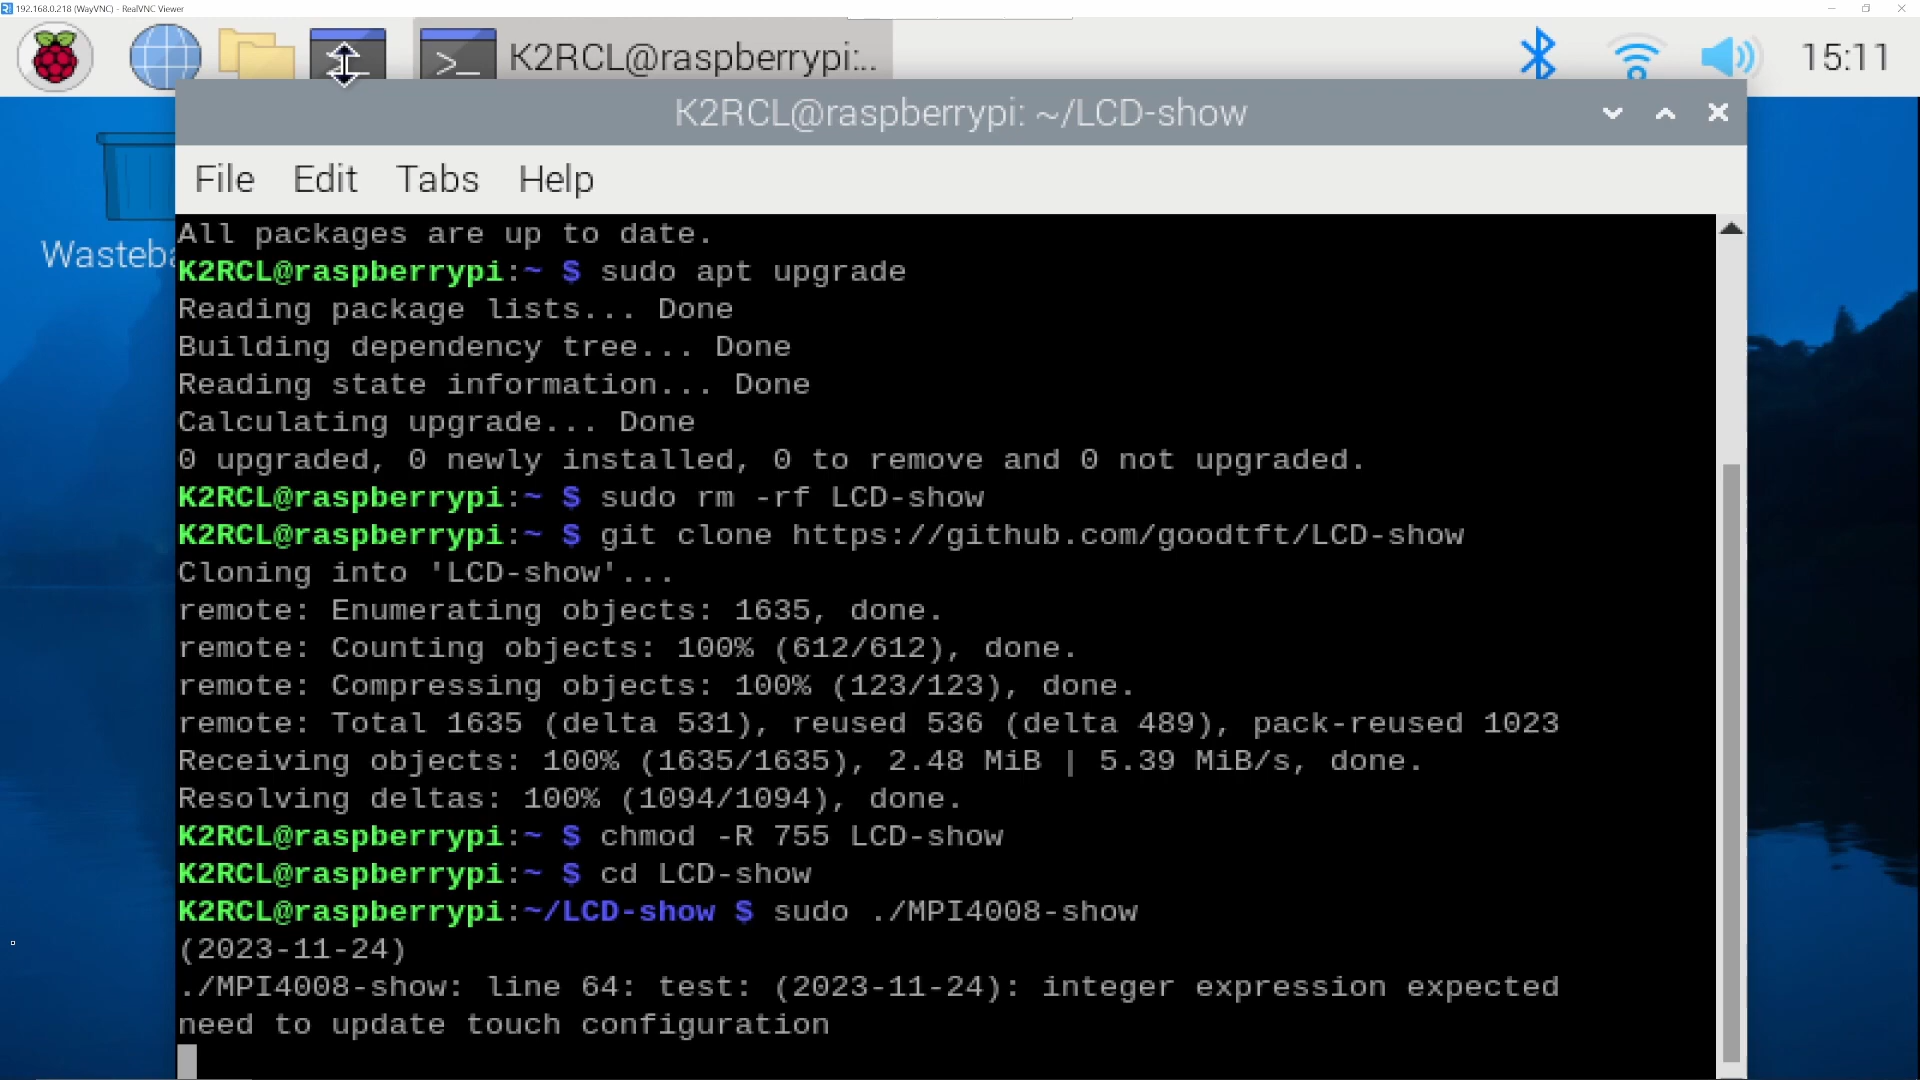 192.168.0.218 (WayVNC) - RealVNC Viewer
K2RCL@raspberrypi:...
15:11
K2RCL@raspberrypi: ~/LCD-show
File Edit Tabs Help
Wasteba
All packages are up to date.
K2RCL@raspberrypi:~ $ sudo apt upgrade
Reading package lists... Done
Building dependency tree... Done
Reading state information... Done
Calculating upgrade... Done
0 upgraded, 0 newly installed, 0 to remove and 0 not upgraded.
K2RCL@raspberrypi:~ $ sudo rm -rf LCD-show
K2RCL@raspberrypi:~ $ git clone https://github.com/goodtft/LCD-show
Cloning into 'LCD-show'...
remote: Enumerating objects: 1635, done.
remote: Counting objects: 100% (612/612), done.
remote: Compressing objects: 100% (123/123), done.
remote: Total 1635 (delta 531), reused 536 (delta 489), pack-reused 1023
Receiving objects: 100% (1635/1635), 2.48 MiB | 5.39 MiB/s, done.
Resolving deltas: 100% (1094/1094), done.
K2RCL@raspberrypi:~ $ chmod -R 755 LCD-show
K2RCL@raspberrypi:~ $ cd LCD-show
K2RCL@raspberrypi:~/LCD-show $ sudo ./MPI4008-show
(2023-11-24)
./MPI4008-show: line 64: test: (2023-11-24): integer expression expected
need to update touch configuration